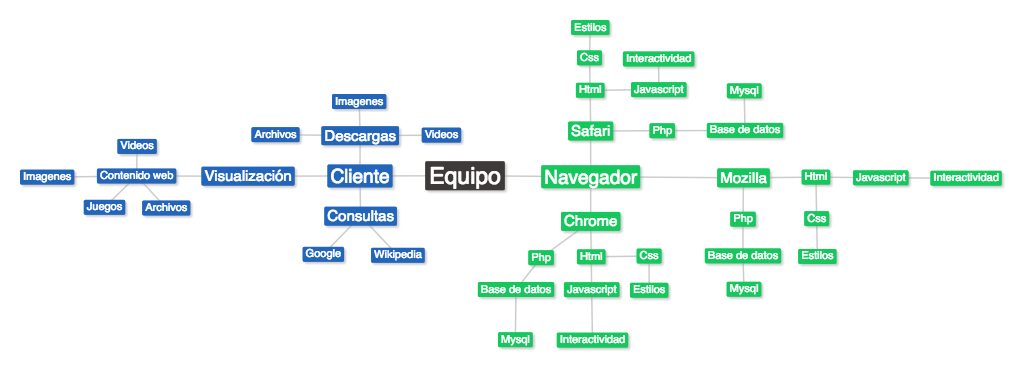 Estilos
Css
Interactividad
Html
Javascript
Mysql
Imagenes
Safari
Php
Base de datos
Archivos
Descargas
Videos
Videos
Imagenes
Contenido web
Visualización
Cliente
Equipo
Navegador
Mozilla
Html
Javascript
Interactividad
Juegos
Archivos
Consultas
Chrome
Php
Css
Google
Wikipedia
Php
Html
Css
Base de datos
Estilos
Base de datos
Javascript
Estilos
Mysql
Mysql
Interactividad